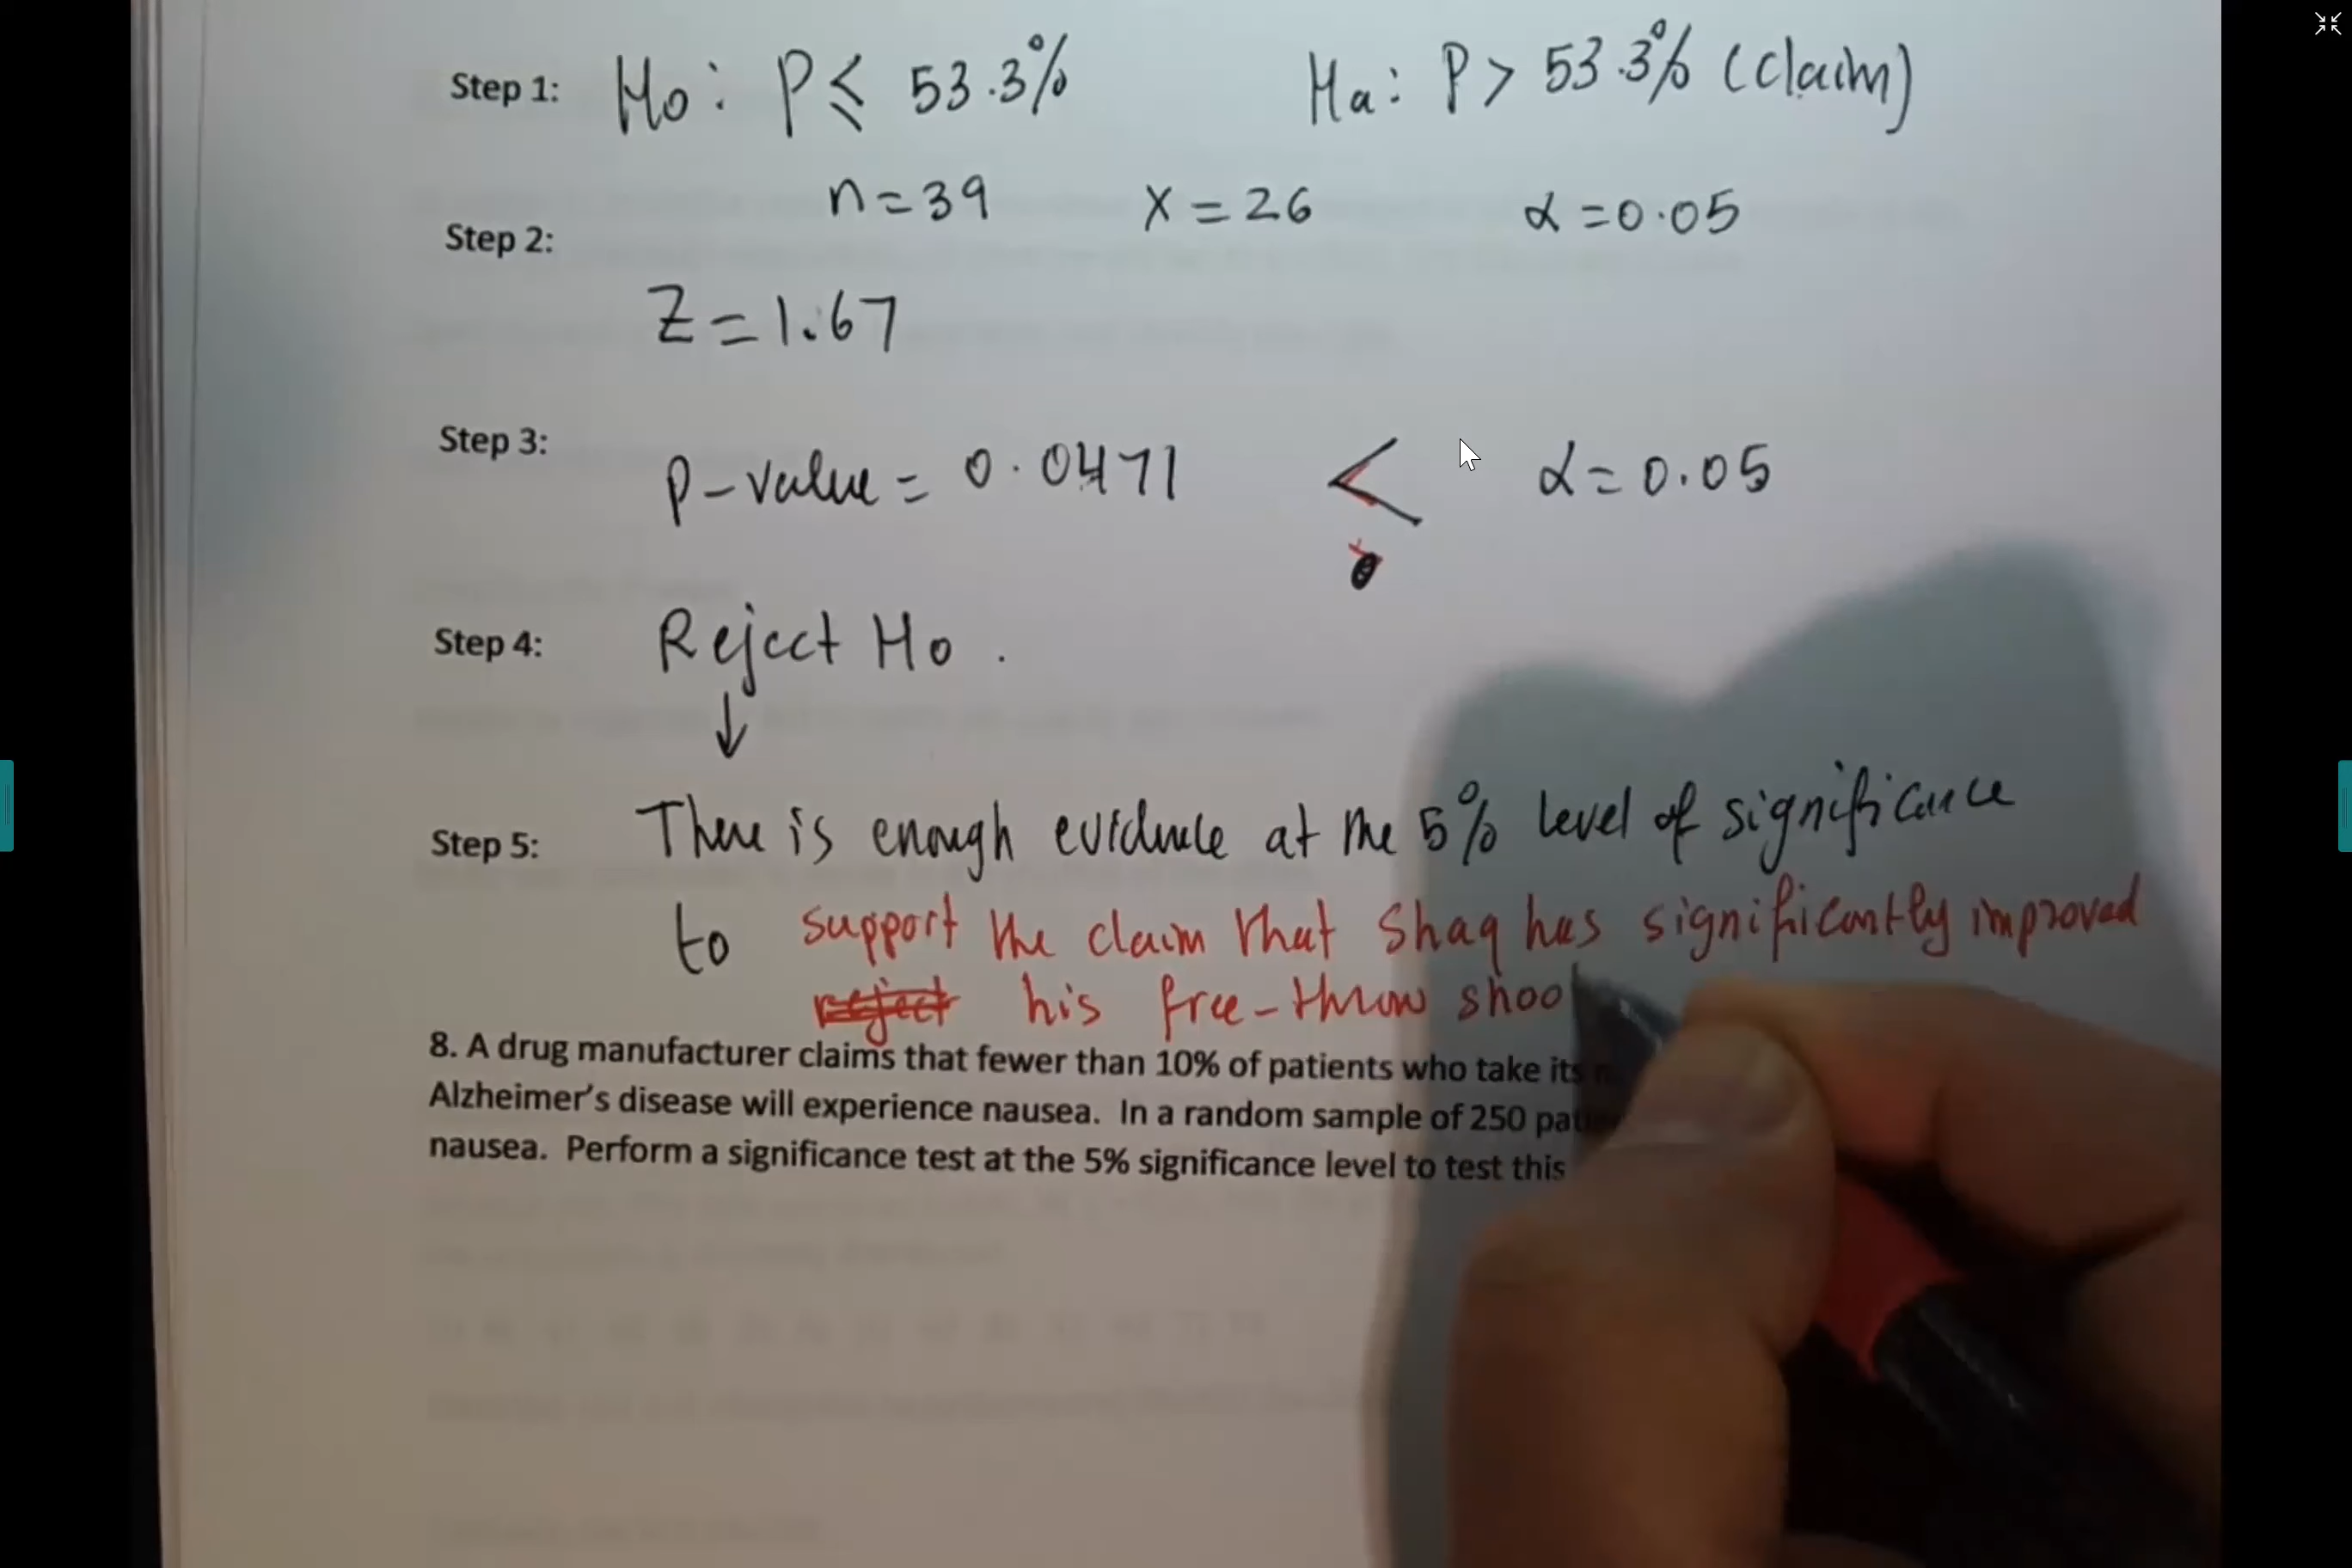 Step 1: Ho: P ≤ 53.3% Ha: P > 53.3% (claim)
n = 39 x = 26 α = 0.05
Step 2:
Z = 1.67
Step 3: P-value = 0.0471 < α = 0.05
Step 4: Reject Ho.
↓
Step 5: There is enough evidence at the 5% level of significance
to support the claim that Shaq has significantly improved
reject his free-throw shoo
8. A drug manufacturer claims that fewer than 10% of patients who take its
Alzheimer's disease will experience nausea. In a random sample of 250
nausea. Perform a significance test at the 5% significance level to test this